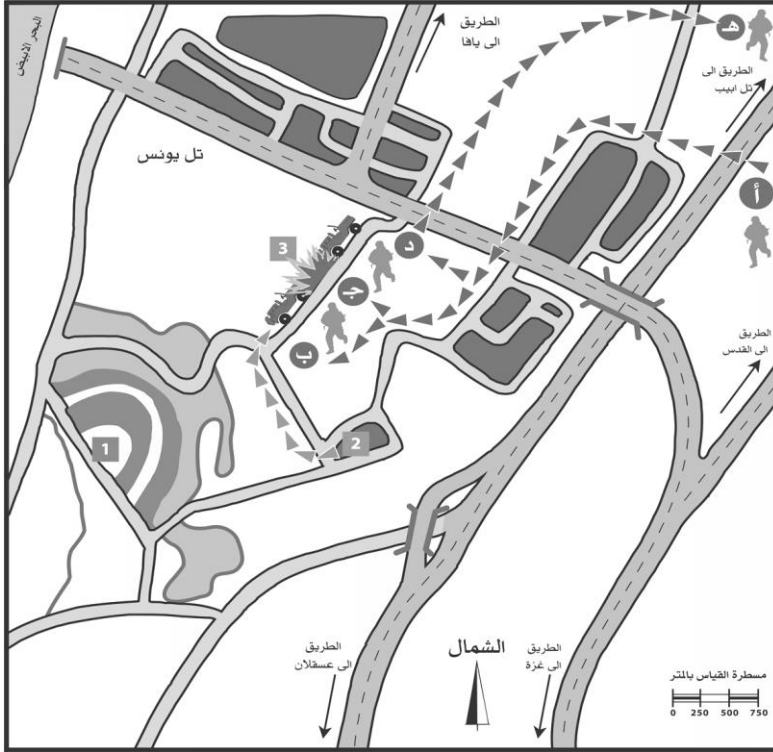 البحر الابيض
الطريق
الى يافا
هـ
الطريق الى
تل ابيب
تل يونس
أ
د
3
جـ
ب
الطريق
الى القدس
1
2
الطريق
الى عسقلان
الشمال
الطريق
الى غزة
مسطرة القياس بالمتر
0 250 500 750